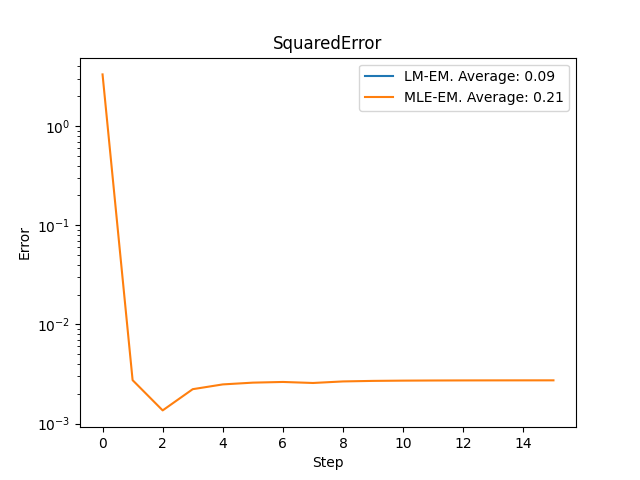 SquaredError
LM-EM. Average: 0.09
MLE-EM. Average: 0.21
10^0
10^-1
10^-2
10^-3
Error
0 2 4 6 8 10 12 14
Step